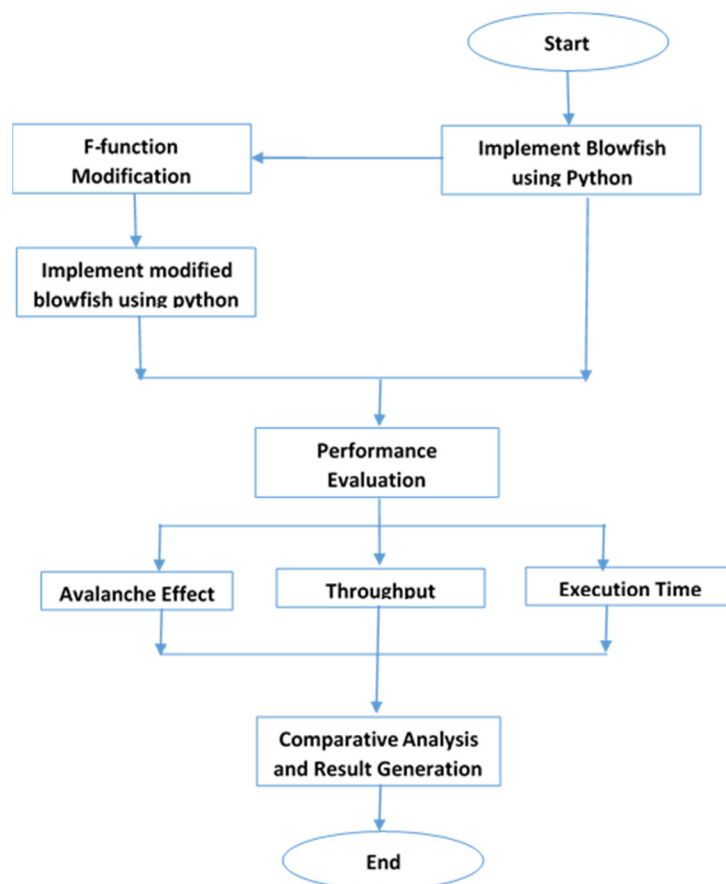 Start
Implement Blowfish
using Python
F-function
Modification
Implement modified
blowfish using python
Performance
Evaluation
Avalanche Effect
Throughput
Execution Time
Comparative Analysis
and Result Generation
End